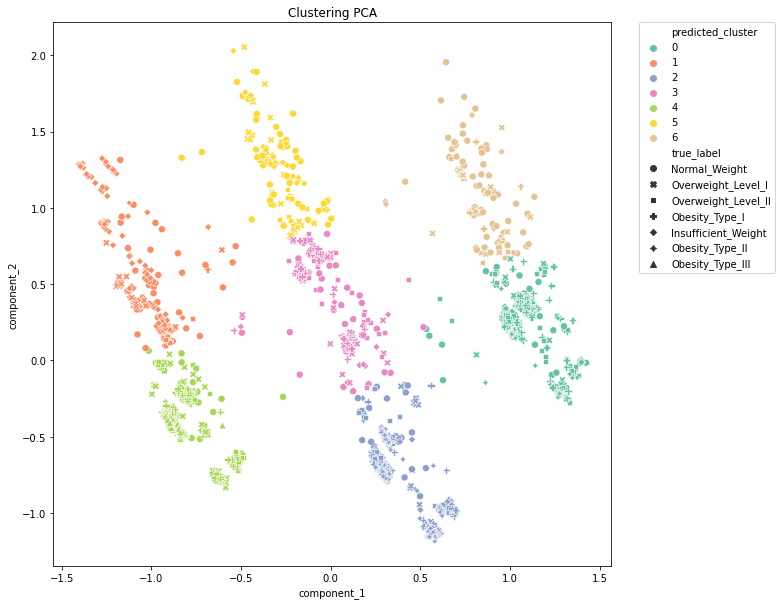 Clustering PCA
component_2
2.0
1.5
1.0
0.5
0.0
−0.5
−1.0
−1.5
−1.0
−0.5
0.0
0.5
1.0
1.5
component_1
predicted_cluster
0
1
2
3
4
5
6
true_label
Normal_Weight
Overweight_Level_I
Overweight_Level_II
Obesity_Type_I
Insufficient_Weight
Obesity_Type_II
Obesity_Type_III